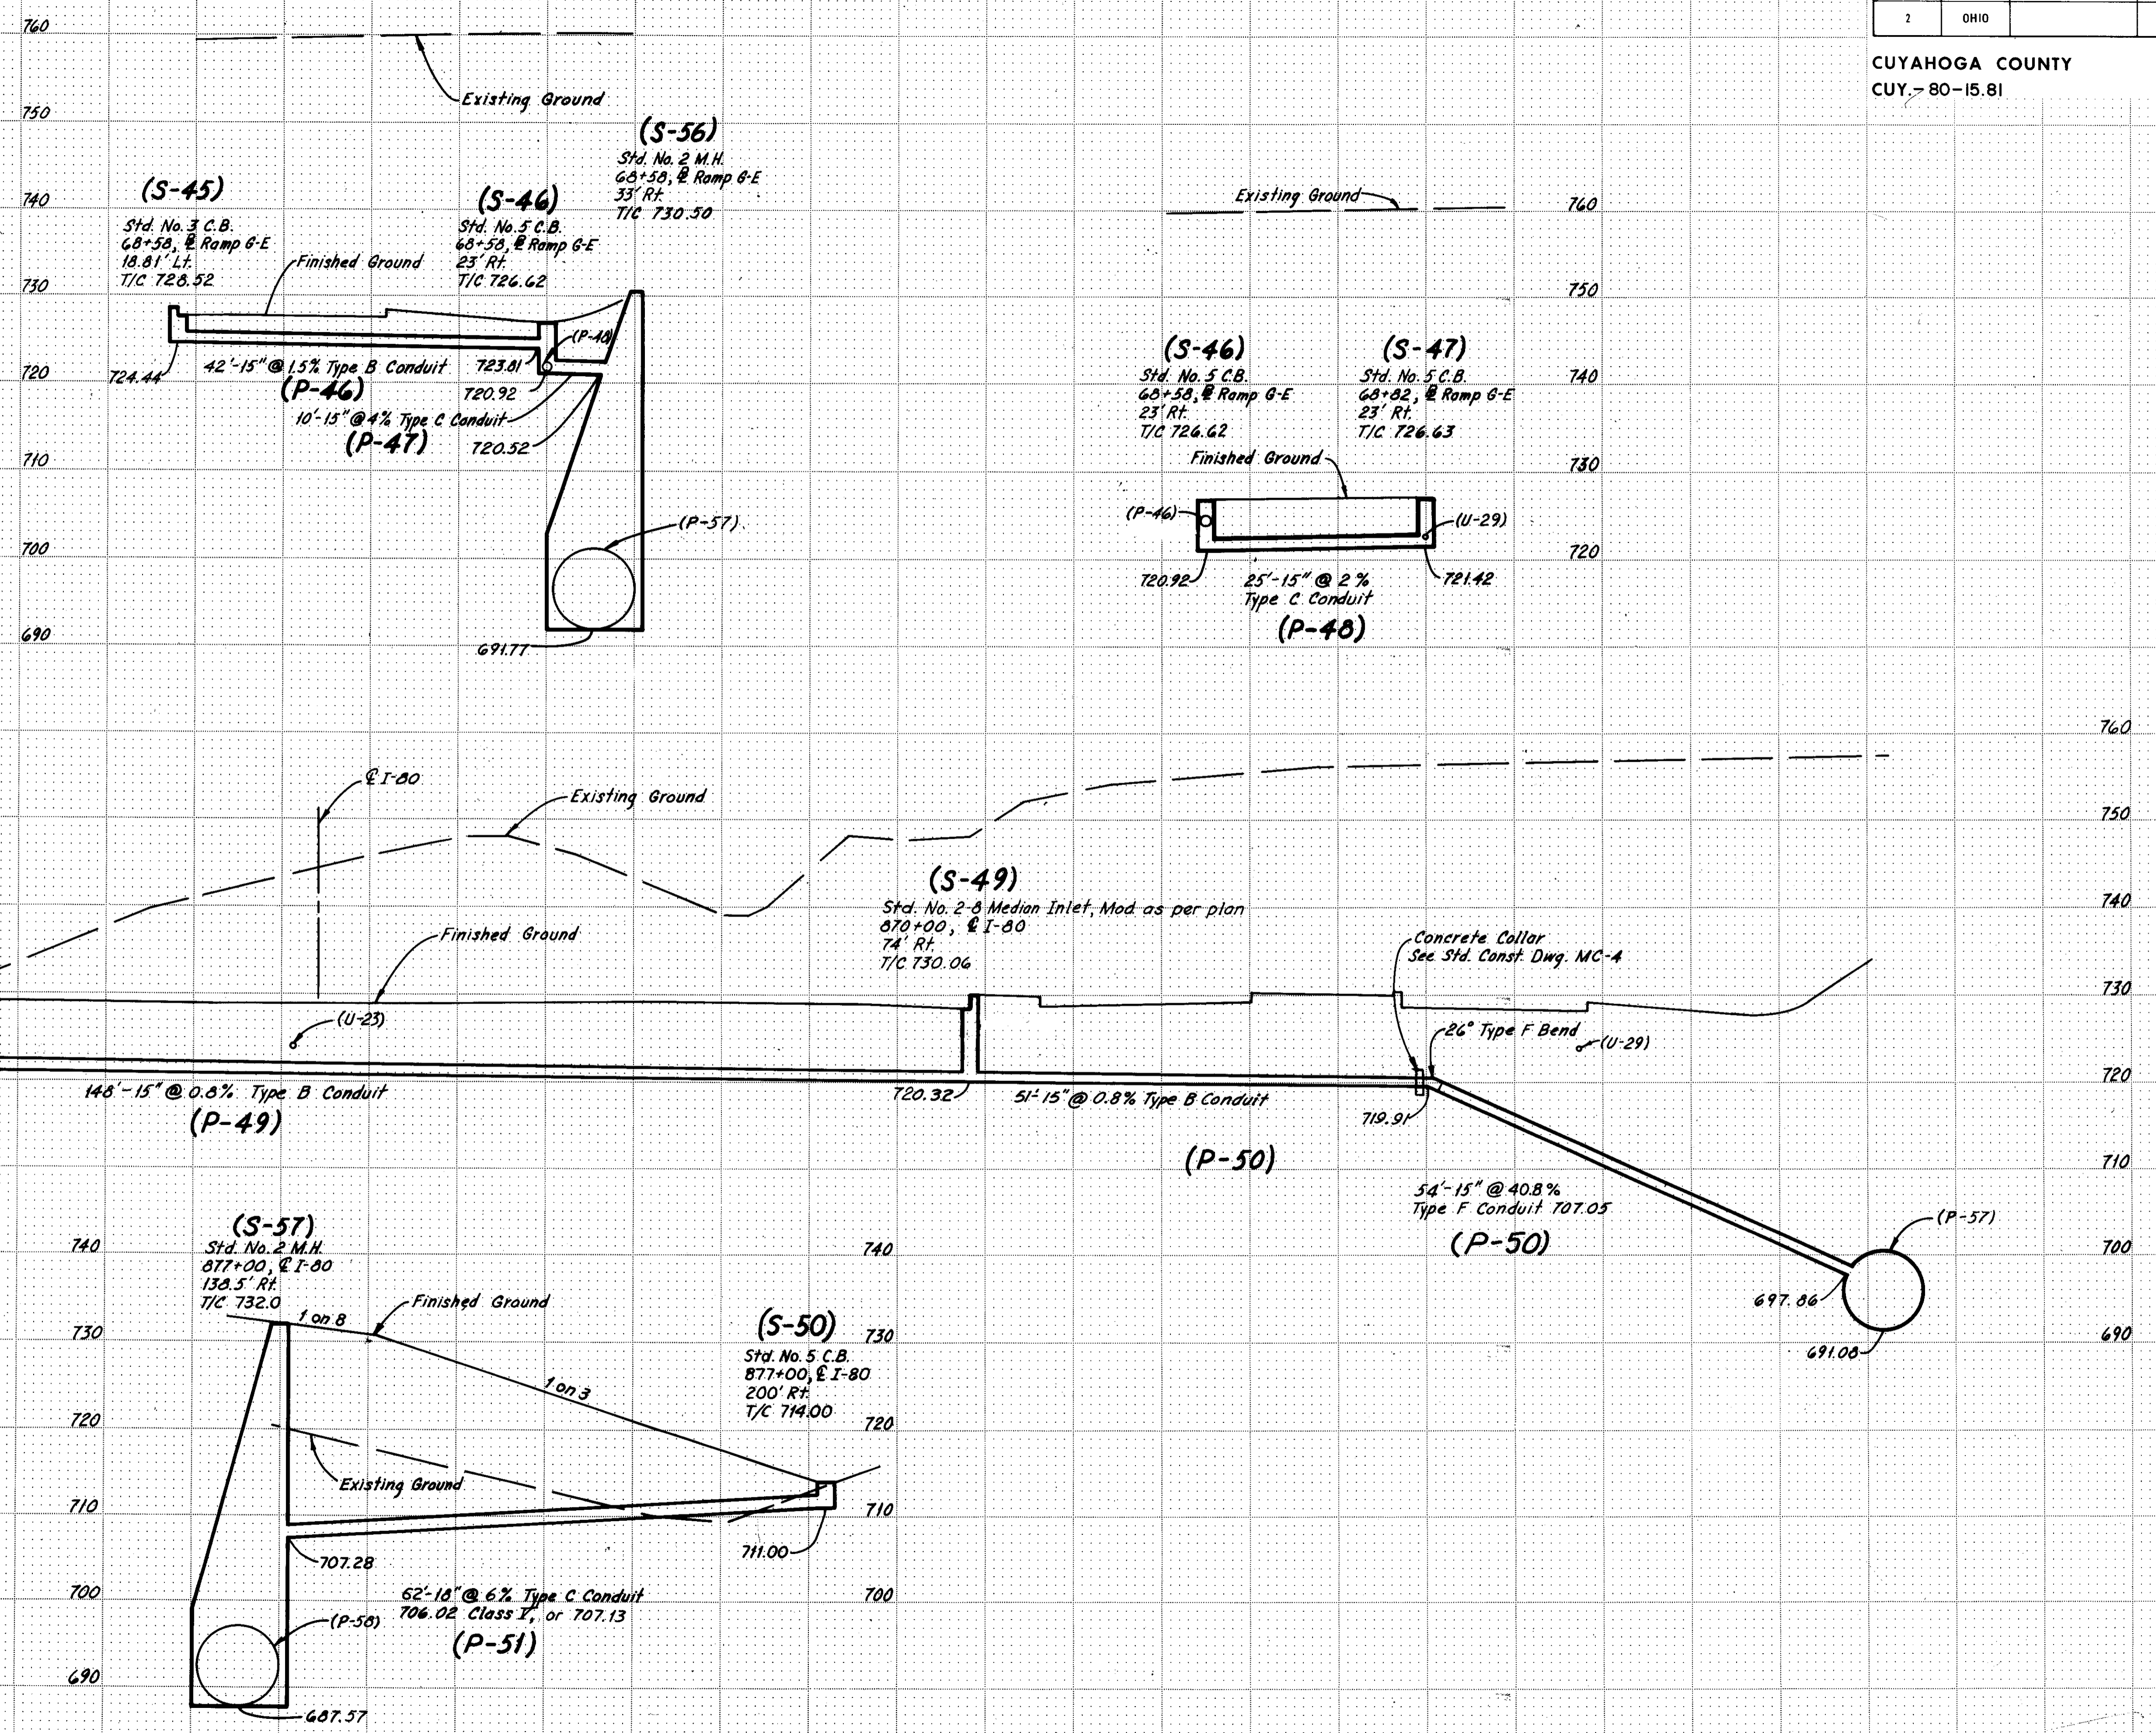 2 OHIO
CUYAHOGA COUNTY
CUY.-80-15.81
760
750
740
730
720
710
700
690
Existing Ground
(S-45)
Std. No. 3 C.B.
68+58, ℄ Ramp G-E
18.81' Lt.
T/C 728.52
Finished Ground
(S-46)
Std. No. 5 C.B.
68+58, ℄ Ramp G-E
23' Rt.
T/C 726.62
(S-56)
Std. No. 2 M.H.
68+58, ℄ Ramp G-E
33' Rt.
T/C 730.50
(P-48)
724.44
42'-15" @ 1.5% Type B Conduit
(P-46)
723.81
720.92
10'-15" @ 4% Type C Conduit
(P-47)
720.52
(P-57)
691.77
Existing Ground
760
750
740
730
720
(S-46)
Std. No. 5 C.B.
68+58, ℄ Ramp G-E
23' Rt.
T/C 726.62
(S-47)
Std. No. 5 C.B.
68+82, ℄ Ramp G-E
23' Rt.
T/C 726.63
Finished Ground
(P-46)
(U-29)
720.92
25'-15" @ 2%
Type C Conduit
(P-48)
721.42
760
750
740
730
720
710
700
690
℄ I-80
Existing Ground
Finished Ground
(U-23)
148'-15" @ 0.8% Type B Conduit
(P-49)
(S-49)
Std. No. 2-8 Median Inlet, Mod. as per plan
870+00, ℄ I-80
74' Rt.
T/C 730.06
720.32
51'-15" @ 0.8% Type B Conduit
(P-50)
Concrete Collar
See Std. Const. Dwg. MC-4
26° Type F Bend
(U-29)
719.91
54'-15" @ 40.8%
Type F Conduit 707.05
(P-50)
(P-57)
697.86
691.08
740
730
720
710
700
690
(S-57)
Std. No. 2 M.H.
877+00, ℄ I-80
138.5' Rt.
T/C 732.0
1 on 8
Finished Ground
1 on 3
(S-50)
Std. No. 5 C.B.
877+00, ℄ I-80
200' Rt.
T/C 714.00
740
730
720
710
700
Existing Ground
707.28
711.00
62'-18" @ 6% Type C Conduit
706.02 Class V, or 707.13
(P-51)
(P-58)
687.57